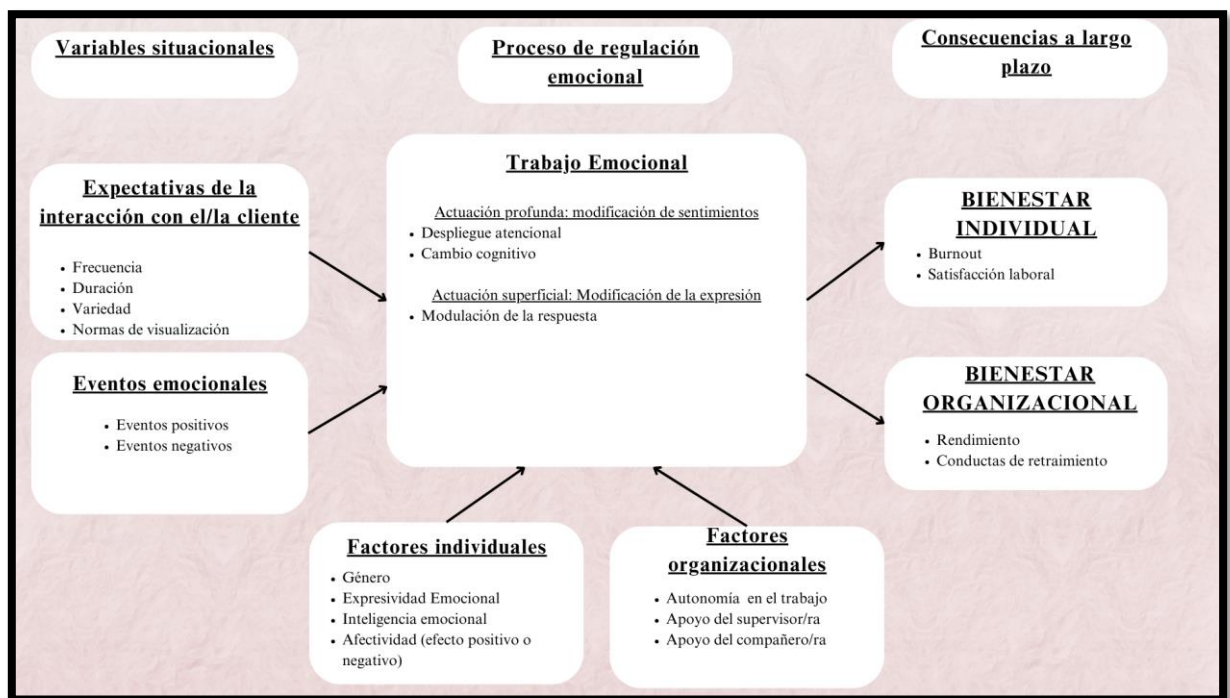 Variables situacionales
Proceso de regulación
emocional
Consecuencias a largo
plazo
Expectativas de la
interacción con el/la cliente
• Frecuencia
• Duración
• Variedad
• Normas de visualización
Eventos emocionales
• Eventos positivos
• Eventos negativos
Trabajo Emocional
Actuación profunda: modificación de sentimientos
• Despliegue atencional
• Cambio cognitivo
Actuación superficial: Modificación de la expresión
• Modulación de la respuesta
BIENESTAR
INDIVIDUAL
• Burnout
• Satisfacción laboral
BIENESTAR
ORGANIZACIONAL
• Rendimiento
• Conductas de retraimiento
Factores individuales
• Género
• Expresividad Emocional
• Inteligencia emocional
• Afectividad (efecto positivo o
negativo)
Factores
organizacionales
• Autonomía en el trabajo
• Apoyo del supervisor/ra
• Apoyo del compañero/ra